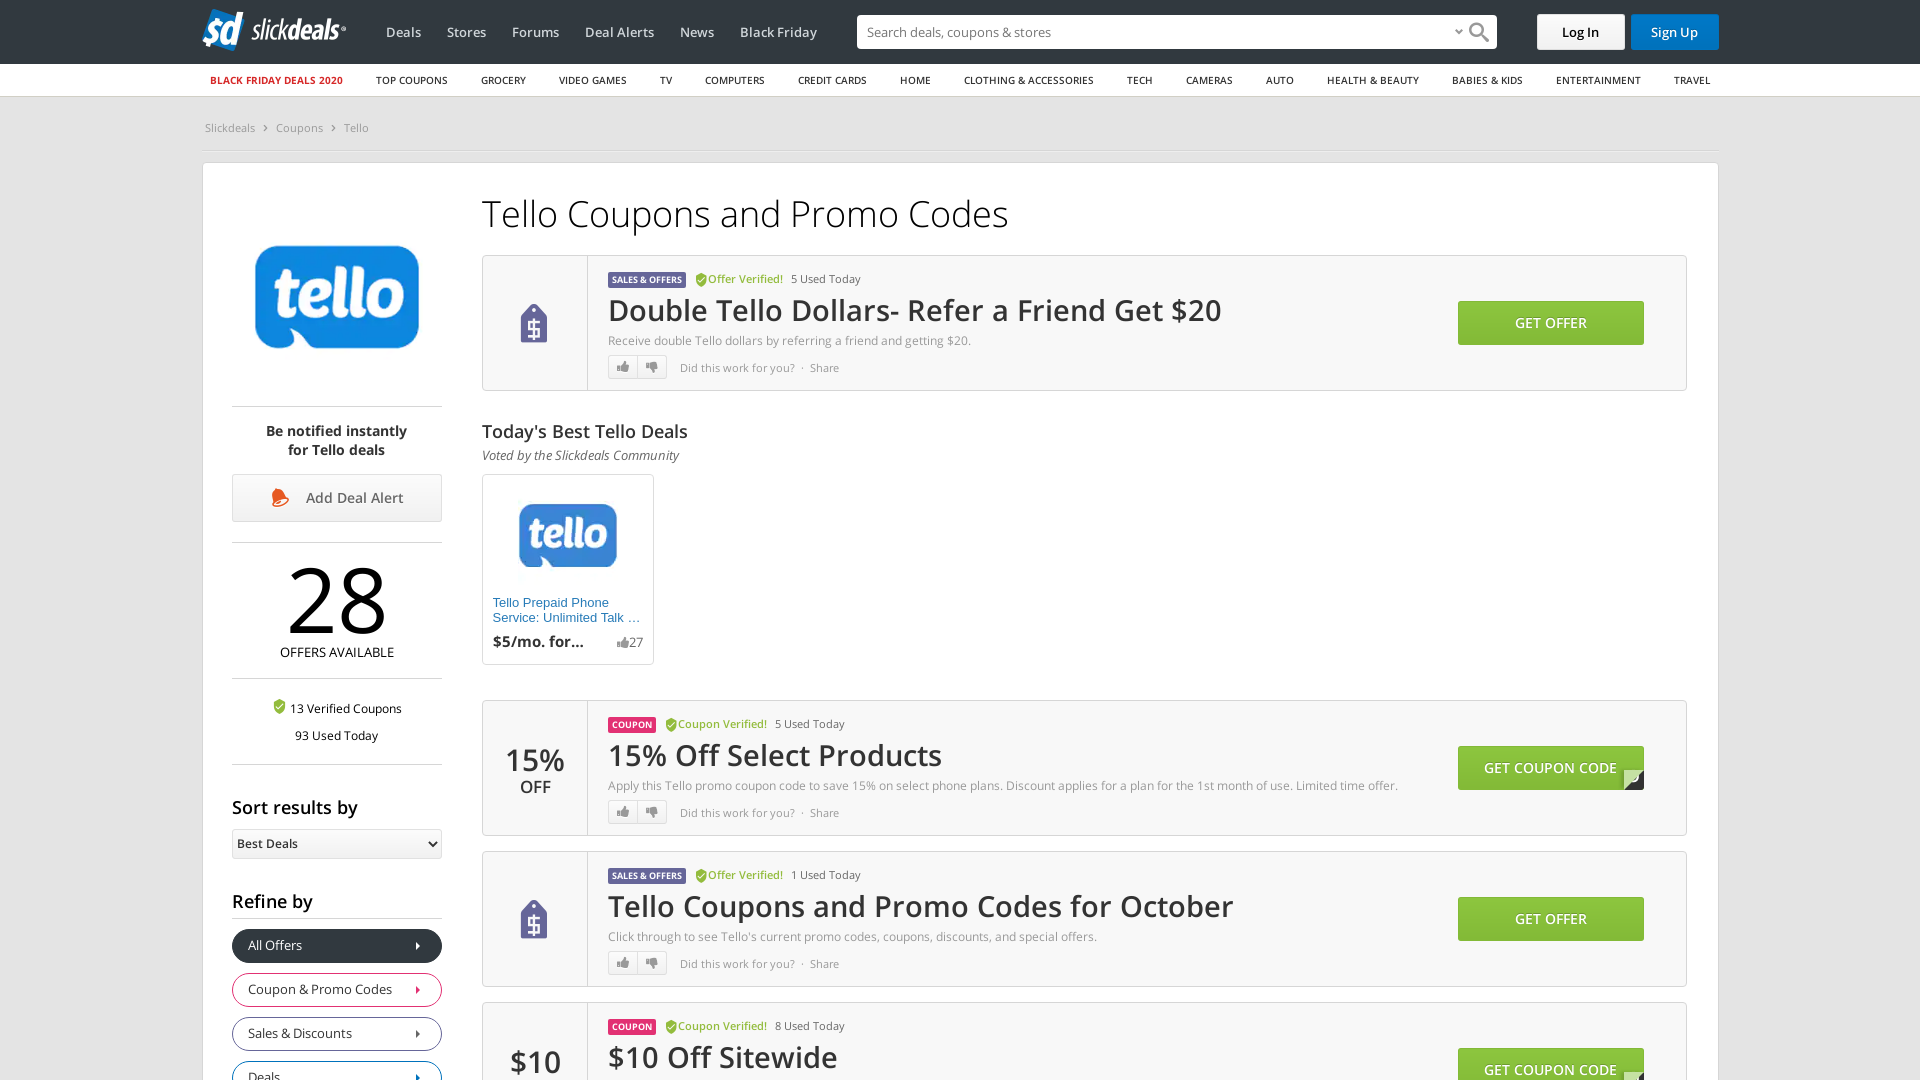 sd slickdeals
Deals
Stores
Forums
Deal Alerts
News
Black Friday
Search deals, coupons & stores
Log In
Sign Up
BLACK FRIDAY DEALS 2020
TOP COUPONS
GROCERY
VIDEO GAMES
TV
COMPUTERS
CREDIT CARDS
HOME
CLOTHING & ACCESSORIES
TECH
CAMERAS
AUTO
HEALTH & BEAUTY
BABIES & KIDS
ENTERTAINMENT
TRAVEL
Slickdeals > Coupons > Tello
tello
Be notified instantly
for Tello deals
Add Deal Alert
28
OFFERS AVAILABLE
13 Verified Coupons
93 Used Today
Sort results by
Best Deals
Refine by
All Offers
Coupon & Promo Codes
Sales & Discounts
Deals
Tello Coupons and Promo Codes
SALES & OFFERS Offer Verified! 5 Used Today
Double Tello Dollars- Refer a Friend Get $20
Receive double Tello dollars by referring a friend and getting $20.
Did this work for you? · Share
GET OFFER
Today's Best Tello Deals
Voted by the Slickdeals Community
tello
Tello Prepaid Phone
Service: Unlimited Talk …
$5/mo. for...
27
15%
OFF
COUPON Coupon Verified! 5 Used Today
15% Off Select Products
Apply this Tello promo coupon code to save 15% on select phone plans. Discount applies for a plan for the 1st month of use. Limited time offer.
Did this work for you? · Share
GET COUPON CODE
SALES & OFFERS Offer Verified! 1 Used Today
Tello Coupons and Promo Codes for October
Click through to see Tello's current promo codes, coupons, discounts, and special offers.
Did this work for you? · Share
GET OFFER
$10
COUPON Coupon Verified! 8 Used Today
$10 Off Sitewide
GET COUPON CODE